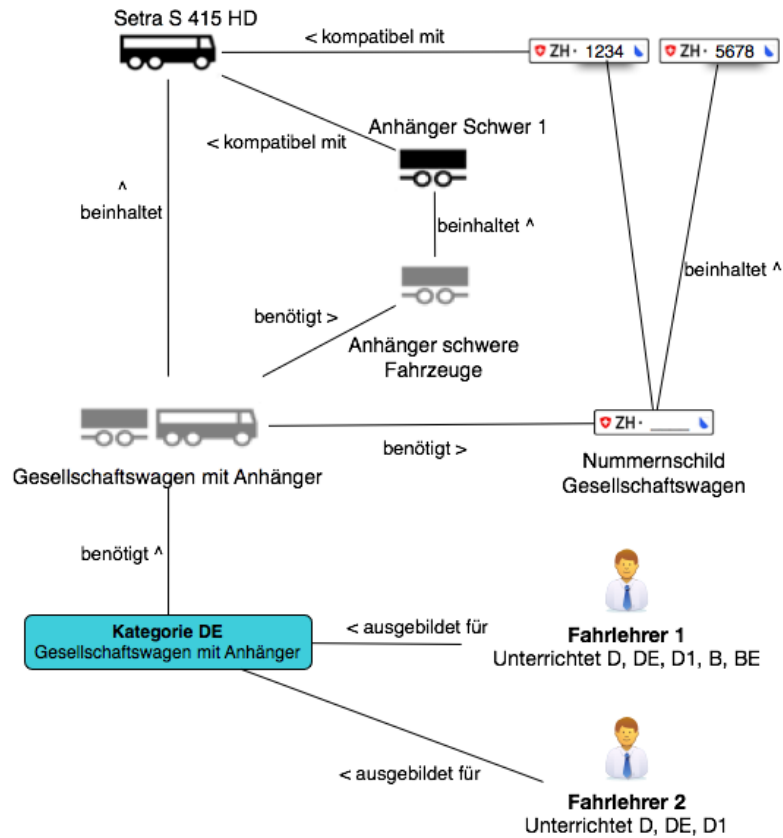 Setra S 415 HD
< kompatibel mit
ZH· 1234
ZH· 5678
Anhänger Schwer 1
< kompatibel mit
^
beinhaltet
beinhaltet ^
beinhaltet ^
benötigt >
Anhänger schwere
Fahrzeuge
ZH· ____
benötigt >
Gesellschaftswagen mit Anhänger
Nummernschild
Gesellschaftswagen
benötigt ^
Kategorie DE
Gesellschaftswagen mit Anhänger
< ausgebildet für
Fahrlehrer 1
Unterrichtet D, DE, D1, B, BE
< ausgebildet für
Fahrlehrer 2
Unterrichtet D, DE, D1